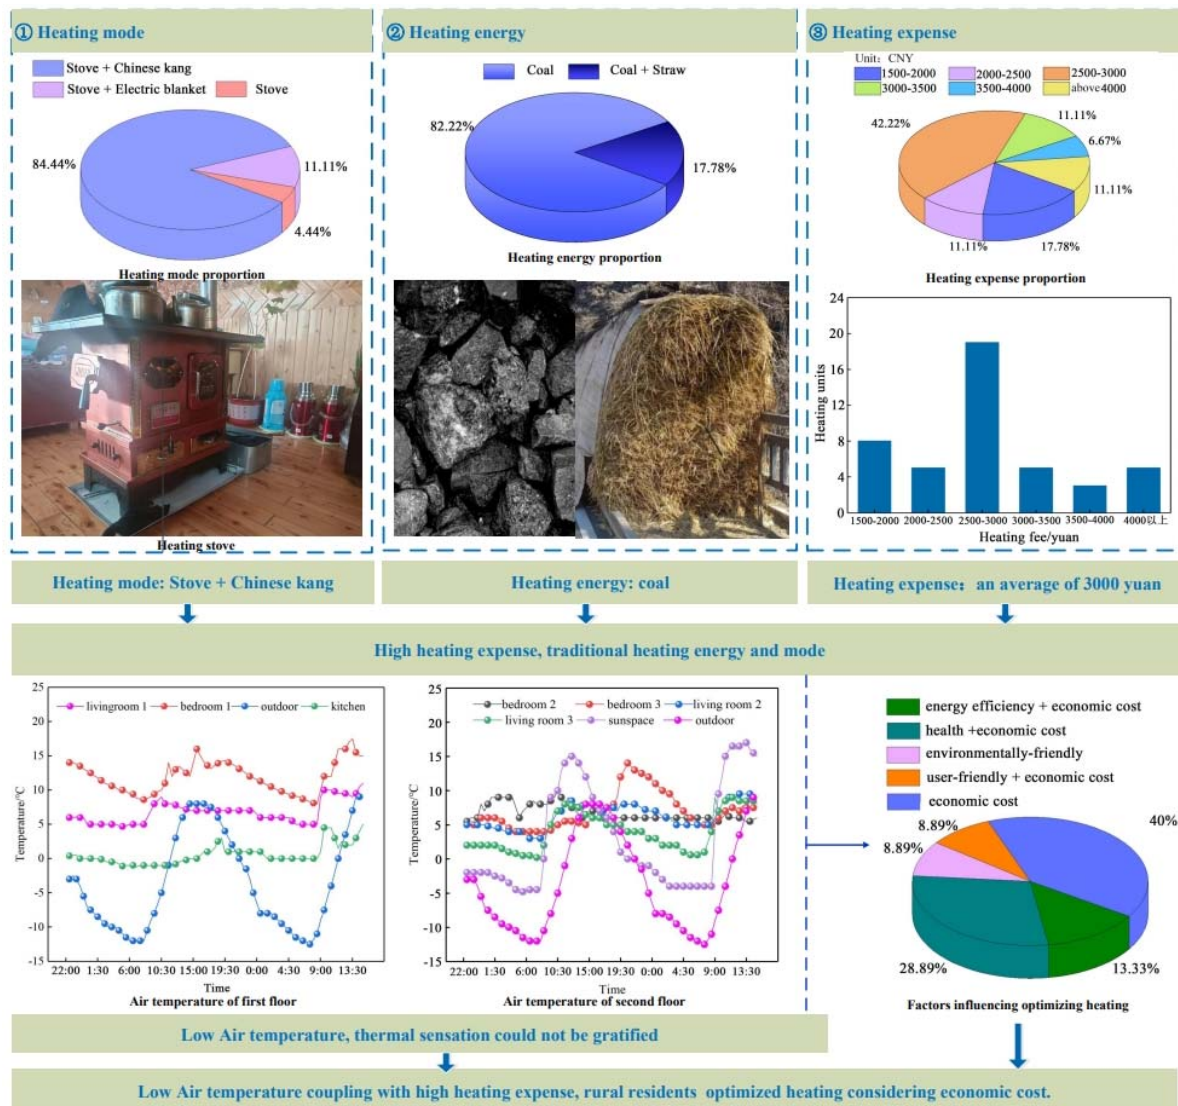 ① Heating mode
Stove + Chinese kang
Stove + Electric blanket
Stove
84.44%
11.11%
4.44%
Heating mode proportion
Heating stove
② Heating energy
Coal
Coal + Straw
82.22%
17.78%
Heating energy proportion
③ Heating expense
Unit：CNY
1500-2000
2000-2500
2500-3000
3000-3500
3500-4000
above4000
42.22%
11.11%
6.67%
11.11%
11.11%
17.78%
Heating expense proportion
Heating units
24
20
16
12
8
4
0
1500-2000
2000-2500
2500-3000
3000-3500
3500-4000
4000以上
Heating fee/yuan
Heating mode: Stove + Chinese kang
Heating energy: coal
Heating expense：an average of 3000 yuan
High heating expense, traditional heating energy and mode
livingroom 1
bedroom 1
outdoor
kitchen
Temperature/°C
25
20
15
10
5
0
-5
-10
-15
22:00
1:30
6:00
10:30
15:00
19:30
0:00
4:30
9:00
13:30
Time
Air temperature of first floor
bedroom 2
bedroom 3
living room 2
living room 3
sunspace
outdoor
Temperature/°C
25
20
15
10
5
0
-5
-10
-15
22:00
1:30
6:00
10:30
15:00
19:30
0:00
4:30
9:00
13:30
Time
Air temperature of second floor
energy efficiency + economic cost
health +economic cost
environmentally-friendly
user-friendly + economic cost
economic cost
8.89%
40%
8.89%
28.89%
13.33%
Factors influencing optimizing heating
Low Air temperature, thermal sensation could not be gratified
Low Air temperature coupling with high heating expense, rural residents optimized heating considering economic cost.